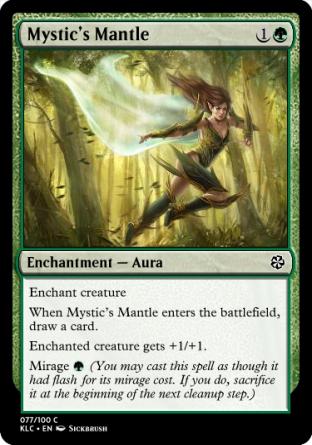 Mystic's Mantle 1
Enchantment — Aura
Enchant creature
When Mystic's Mantle enters the battlefield,
draw a card.
Enchanted creature gets +1/+1.
Mirage (You may cast this spell as though it
had flash for its mirage cost. If you do, sacrifice
it at the beginning of the next cleanup step.)
077/100 C
KLC • EN Sickbrush